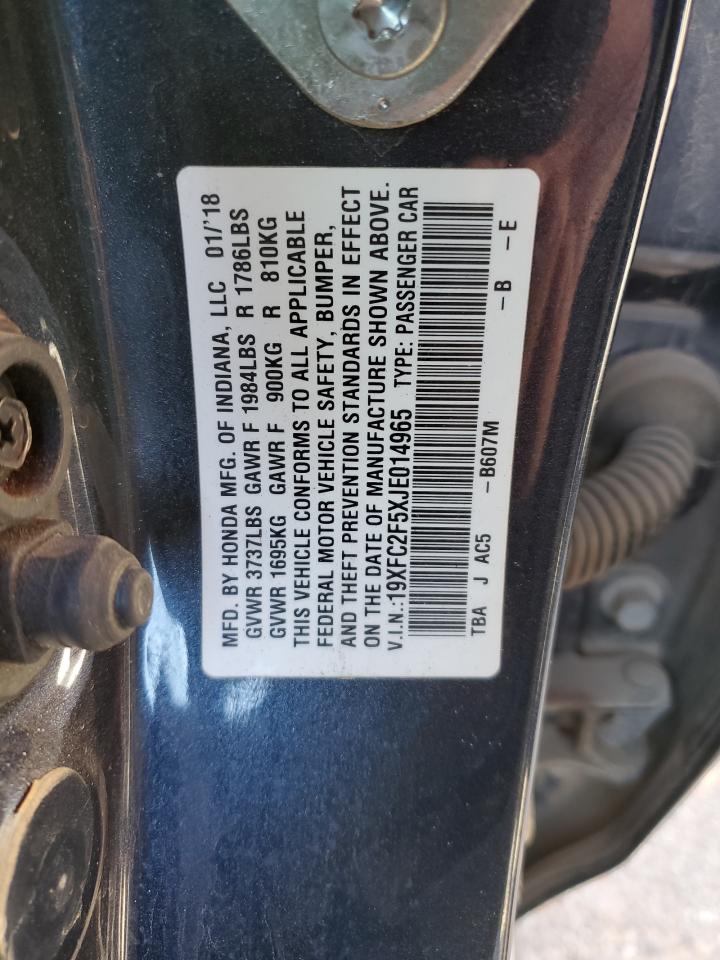 MFD. BY HONDA MFG. OF INDIANA, LLC 01/'18
GVWR 3737LBS GAWR F 1984LBS R 1786LBS
GVWR 1695KG GAWR F 900KG R 810KG
THIS VEHICLE CONFORMS TO ALL APPLICABLE
FEDERAL MOTOR VEHICLE SAFETY, BUMPER,
AND THEFT PREVENTION STANDARDS IN EFFECT
ON THE DATE OF MANUFACTURE SHOWN ABOVE.
V.I.N.:19XFC2F5XJE014965 TYPE: PASSENGER CAR
TBA J AC5 –B607M –B –E